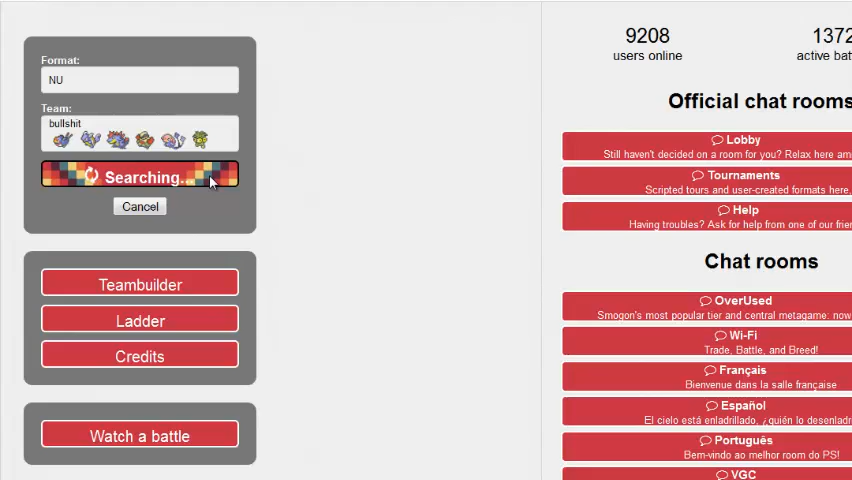 Format:
NU
Team:
bullshit
Searching...
Cancel
Teambuilder
Ladder
Credits
Watch a battle
9208
users online
1372
active bat
Official chat rooms
Lobby
Still haven't decided on a room for you? Relax here am
Tournaments
Scripted tours and user-created formats here,
Help
Having troubles? Ask for help from one of our frie
Chat rooms
OverUsed
Smogon's most popular tier and central metagame: now
Wi-Fi
Trade, Battle, and Breed!
Français
Bienvenue dans la salle française
Español
El cielo está enladrillado, ¿quién lo desenladr
Português
Bem-vindo ao melhor room do PS!
VGC